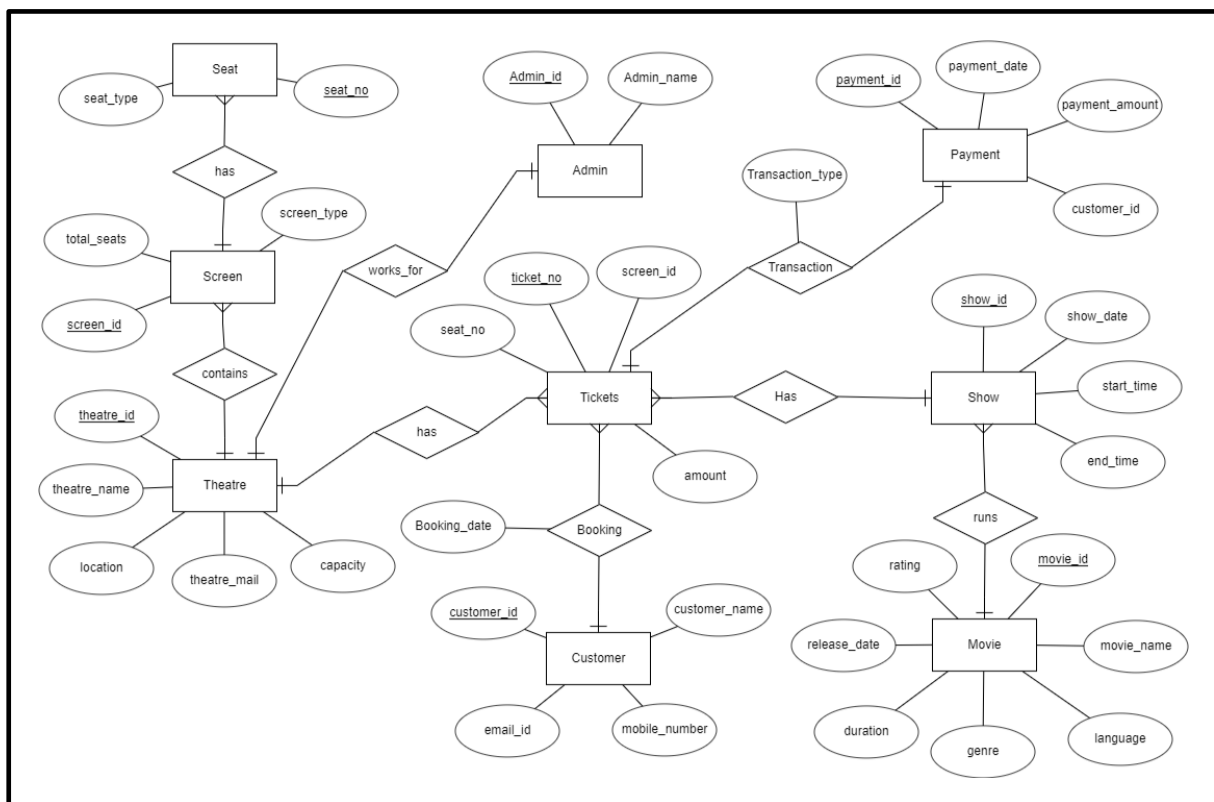 Seat
seat_type
seat_no
has
total_seats
screen_type
Screen
screen_id
contains
theatre_id
theatre_name
Theatre
location
theatre_mail
capacity
Admin_id
Admin_name
Admin
works_for
has
seat_no
ticket_no
screen_id
Tickets
amount
Booking_date
Booking
customer_id
customer_name
Customer
email_id
mobile_number
payment_id
payment_date
payment_amount
Payment
customer_id
Transaction_type
Transaction
Has
show_id
show_date
start_time
Show
end_time
runs
rating
movie_id
release_date
Movie
movie_name
duration
genre
language